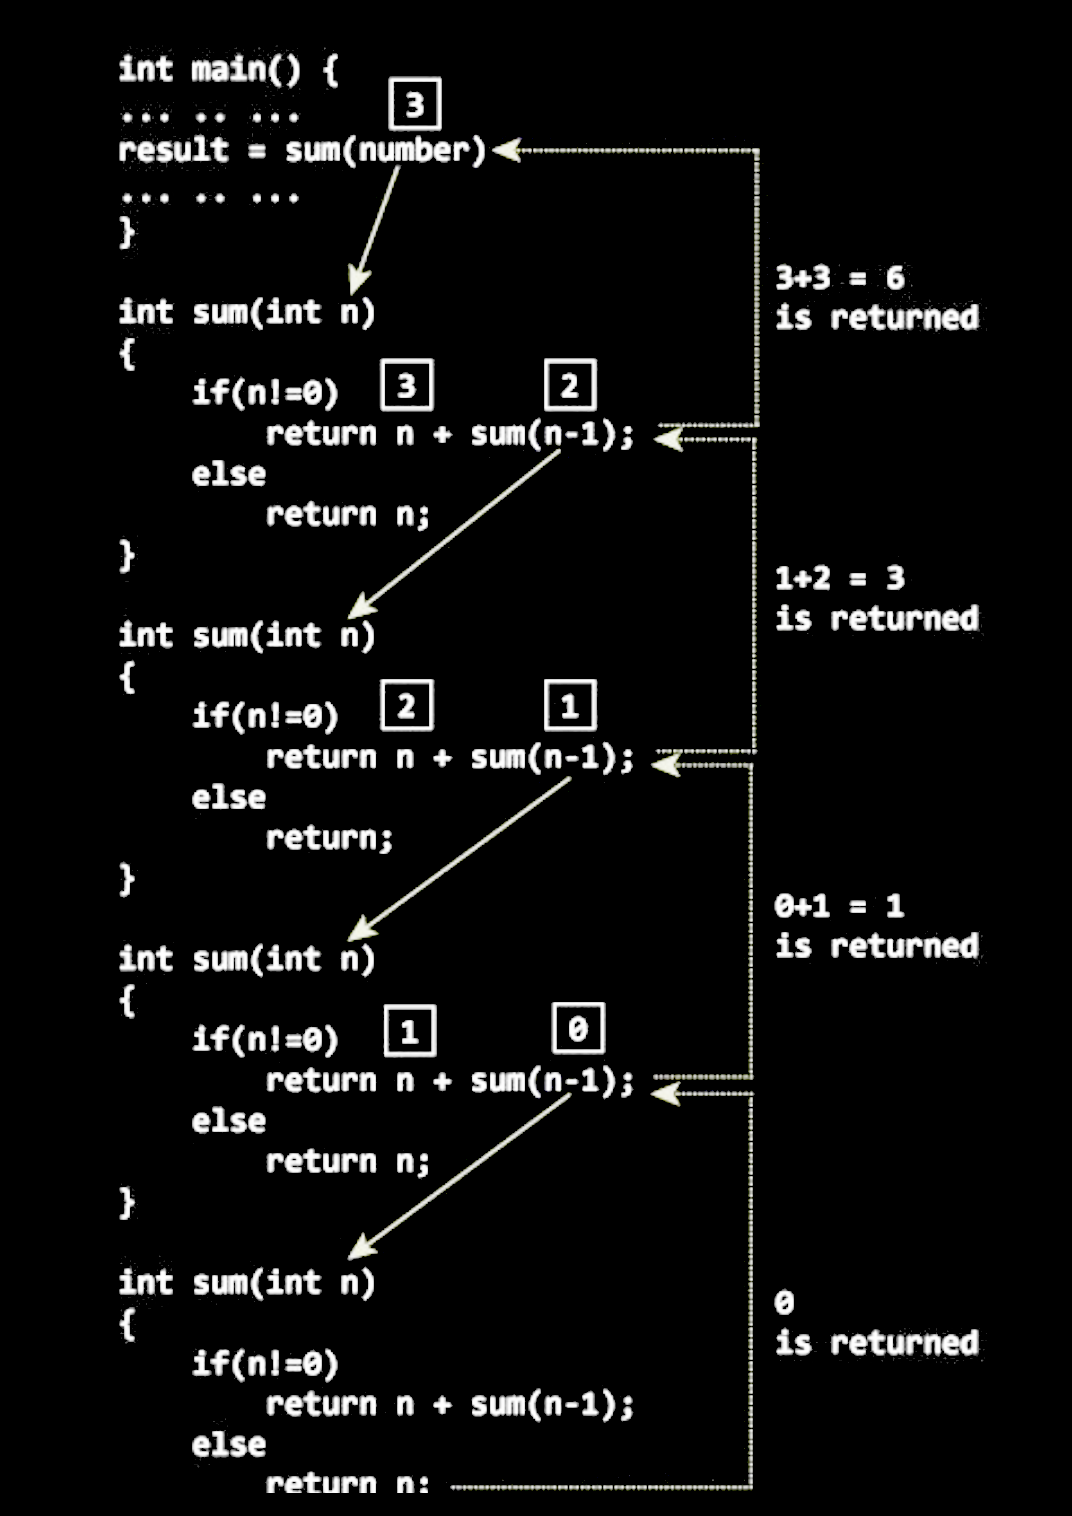 int main() {
3
... .. ...
result = sum(number)
... .. ...
}
3+3 = 6
is returned
int sum(int n)
{
if(n!=0) 3 2
return n + sum(n-1);
else
return n;
}
1+2 = 3
is returned
int sum(int n)
{
if(n!=0) 2 1
return n + sum(n-1);
else
return;
}
0+1 = 1
is returned
int sum(int n)
{
if(n!=0) 1 0
return n + sum(n-1);
else
return n;
}
int sum(int n)
{
0
is returned
if(n!=0)
return n + sum(n-1);
else
return n: